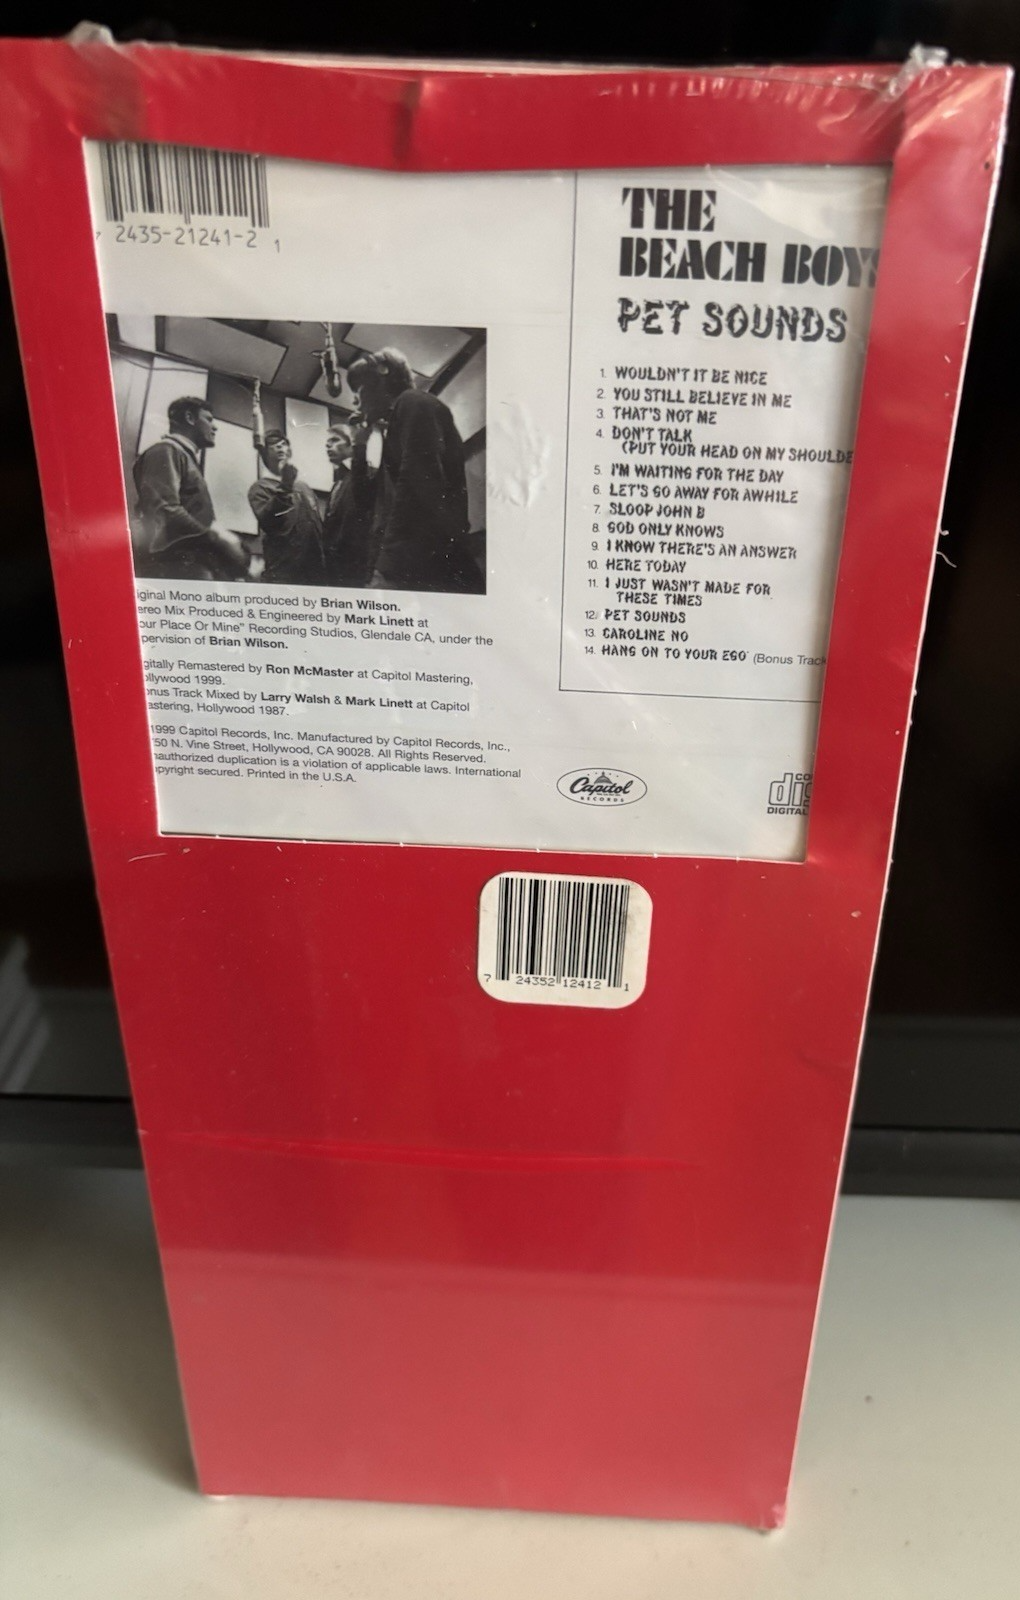 7 2435-21241-2 1
THE
BEACH BOYS
PET SOUNDS
1. WOULDN'T IT BE NICE
2. YOU STILL BELIEVE IN ME
3. THAT'S NOT ME
4. DON'T TALK
(PUT YOUR HEAD ON MY SHOULDE
5. I'M WAITING FOR THE DAY
6. LET'S GO AWAY FOR AWHILE
7. SLOOP JOHN B
8. GOD ONLY KNOWS
9. I KNOW THERE'S AN ANSWER
10. HERE TODAY
11. I JUST WASN'T MADE FOR
THESE TIMES
12. PET SOUNDS
13. CAROLINE NO
14. HANG ON TO YOUR EGO (Bonus Track
iginal Mono album produced by Brian Wilson.
ereo Mix Produced & Engineered by Mark Linett at
our Place Or Mine" Recording Studios, Glendale CA, under the
pervision of Brian Wilson.
gitally Remastered by Ron McMaster at Capitol Mastering,
ollywood 1999.
onus Track Mixed by Larry Walsh & Mark Linett at Capitol
astering, Hollywood 1987.
1999 Capitol Records, Inc. Manufactured by Capitol Records, Inc.,
50 N. Vine Street, Hollywood, CA 90028. All Rights Reserved.
nauthorized duplication is a violation of applicable laws. International
pyright secured. Printed in the U.S.A.
Capitol
RECORDS
CO
dis
DIGITAL
7 24352 12412 1